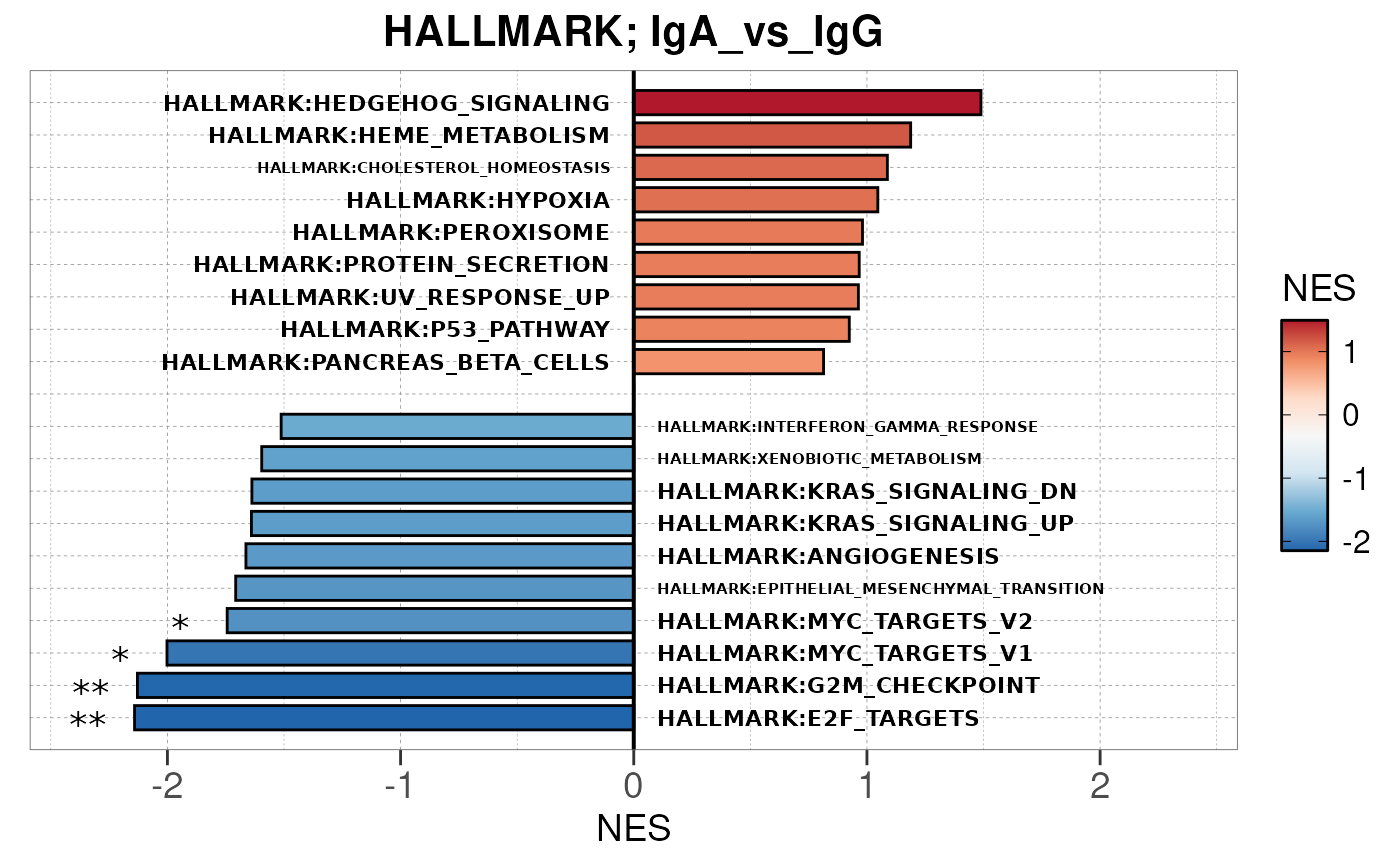 HALLMARK; IgA_vs_IgG
HALLMARK:HEDGEHOG_SIGNALING
HALLMARK:HEME_METABOLISM
HALLMARK:CHOLESTEROL_HOMEOSTASIS
HALLMARK:HYPOXIA
HALLMARK:PEROXISOME
HALLMARK:PROTEIN_SECRETION
HALLMARK:UV_RESPONSE_UP
HALLMARK:P53_PATHWAY
HALLMARK:PANCREAS_BETA_CELLS
HALLMARK:INTERFERON_GAMMA_RESPONSE
HALLMARK:XENOBIOTIC_METABOLISM
HALLMARK:KRAS_SIGNALING_DN
HALLMARK:KRAS_SIGNALING_UP
HALLMARK:ANGIOGENESIS
HALLMARK:EPITHELIAL_MESENCHYMAL_TRANSITION
* HALLMARK:MYC_TARGETS_V2
* HALLMARK:MYC_TARGETS_V1
** HALLMARK:G2M_CHECKPOINT
** HALLMARK:E2F_TARGETS
-2 -1 0 1 2
NES
NES
1
0
-1
-2